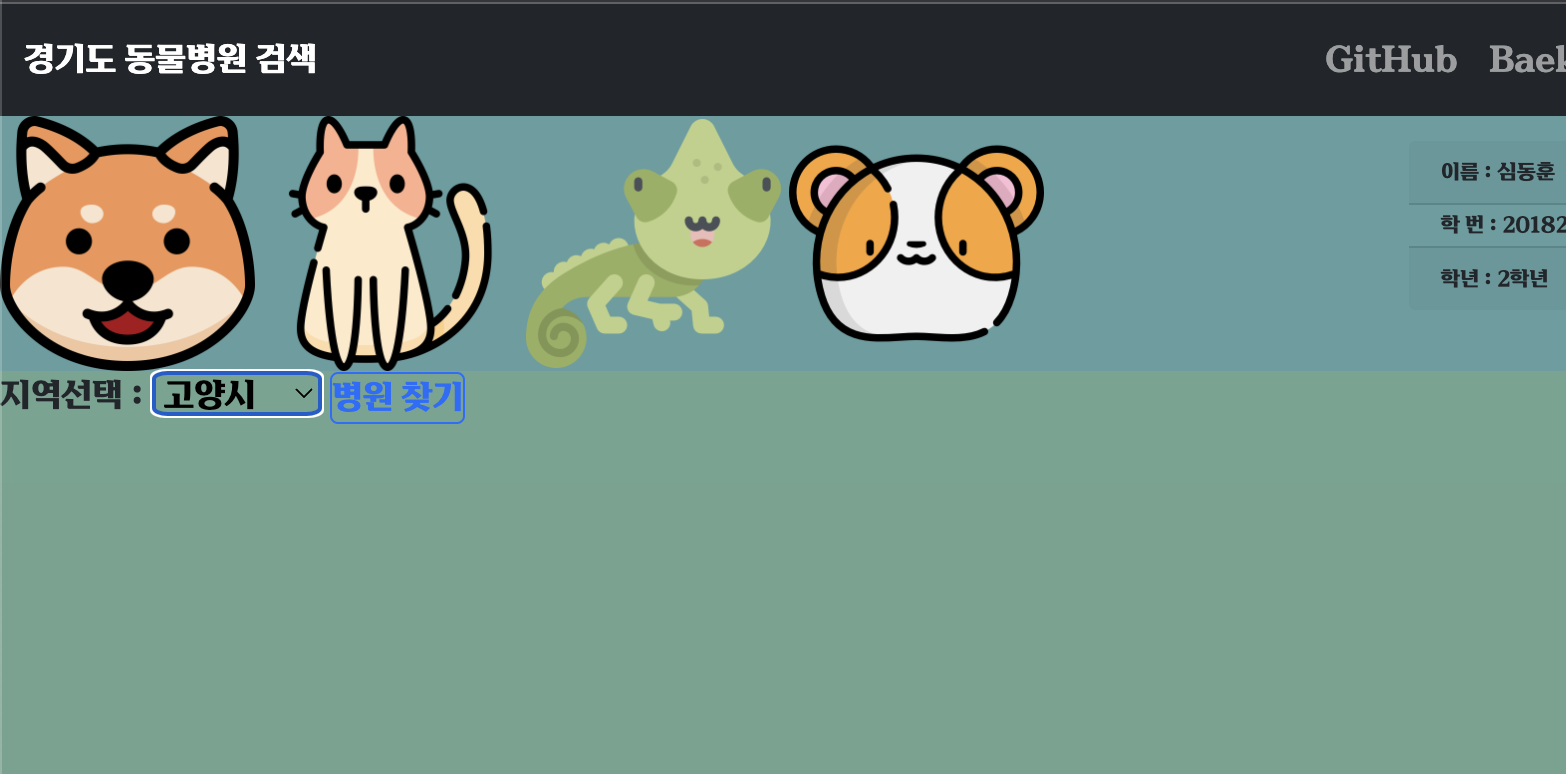 경기도 동물병원 검색
GitHub
이름 : 심동훈
학 번 : 20182
학년 : 2학년
지역선택 : 고양시 병원 찾기